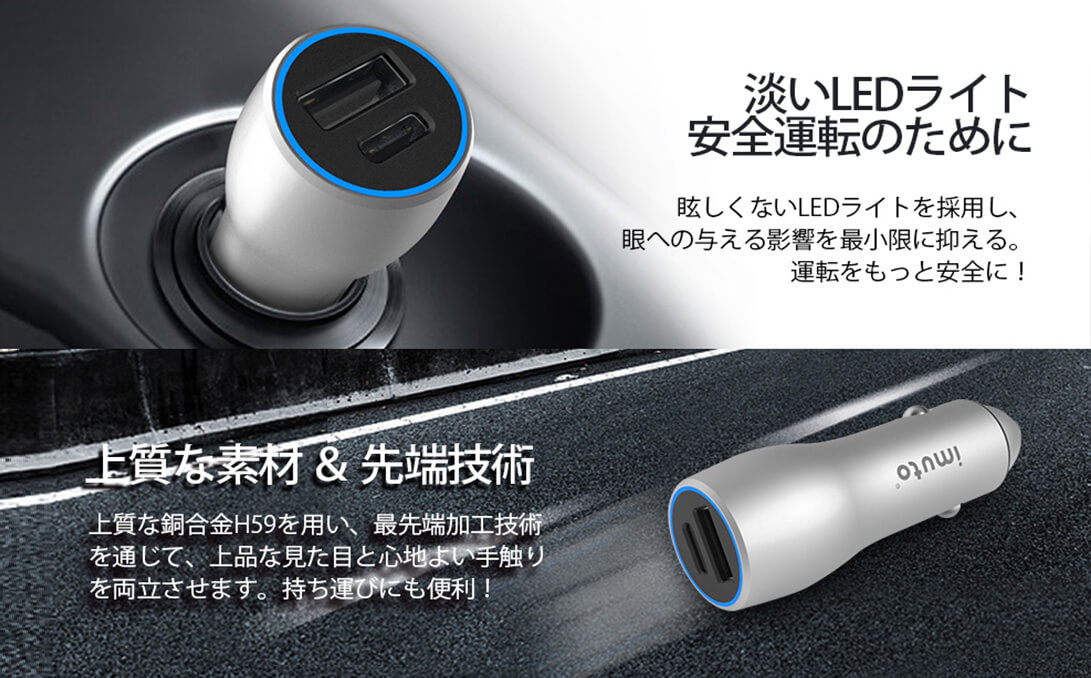 淡いLEDライト
安全運転のために
眩しくないLEDライトを採用し、
眼への与える影響を最小限に抑える。
運転をもっと安全に！
上質な素材 & 先端技術
上質な銅合金H59を用い、最先端加工技術
を通じて、上品な見た目と心地よい手触り
を両立させます。持ち運びにも便利！
imuto®